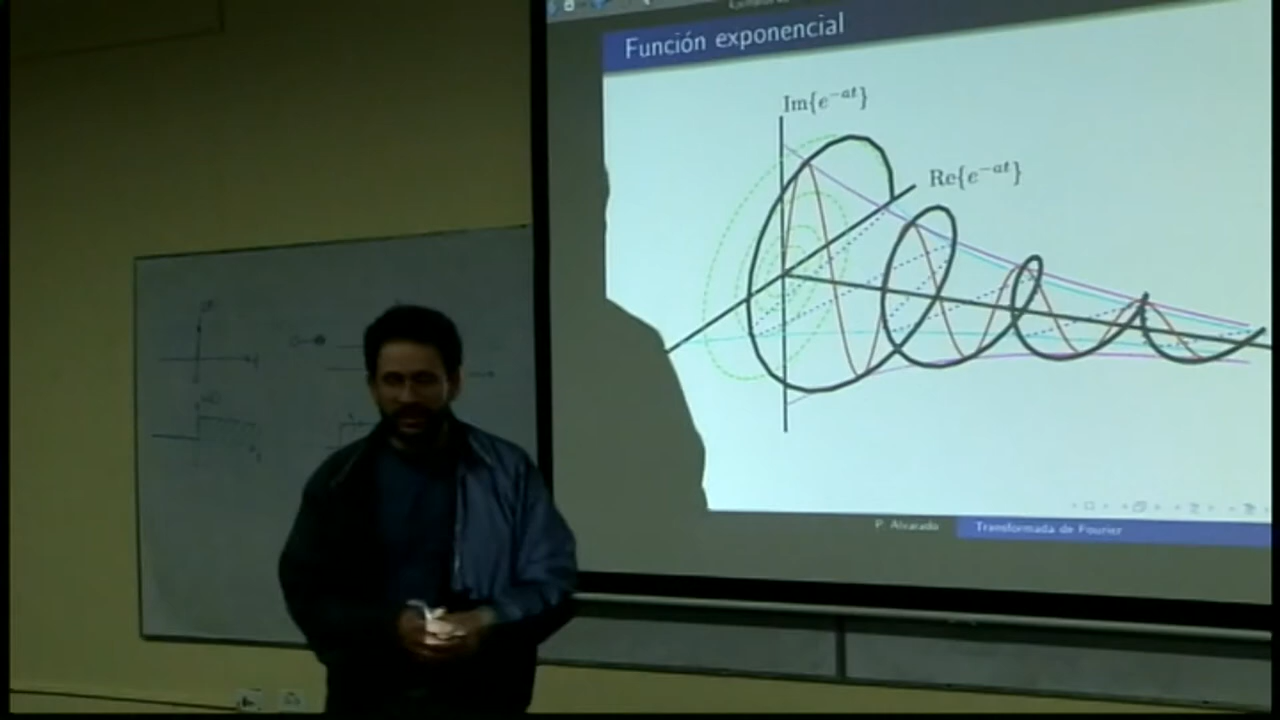 Función exponencial
Im{e^{-at}}
Re{e^{-at}}
P. Alvarado
Transformada de Fourier